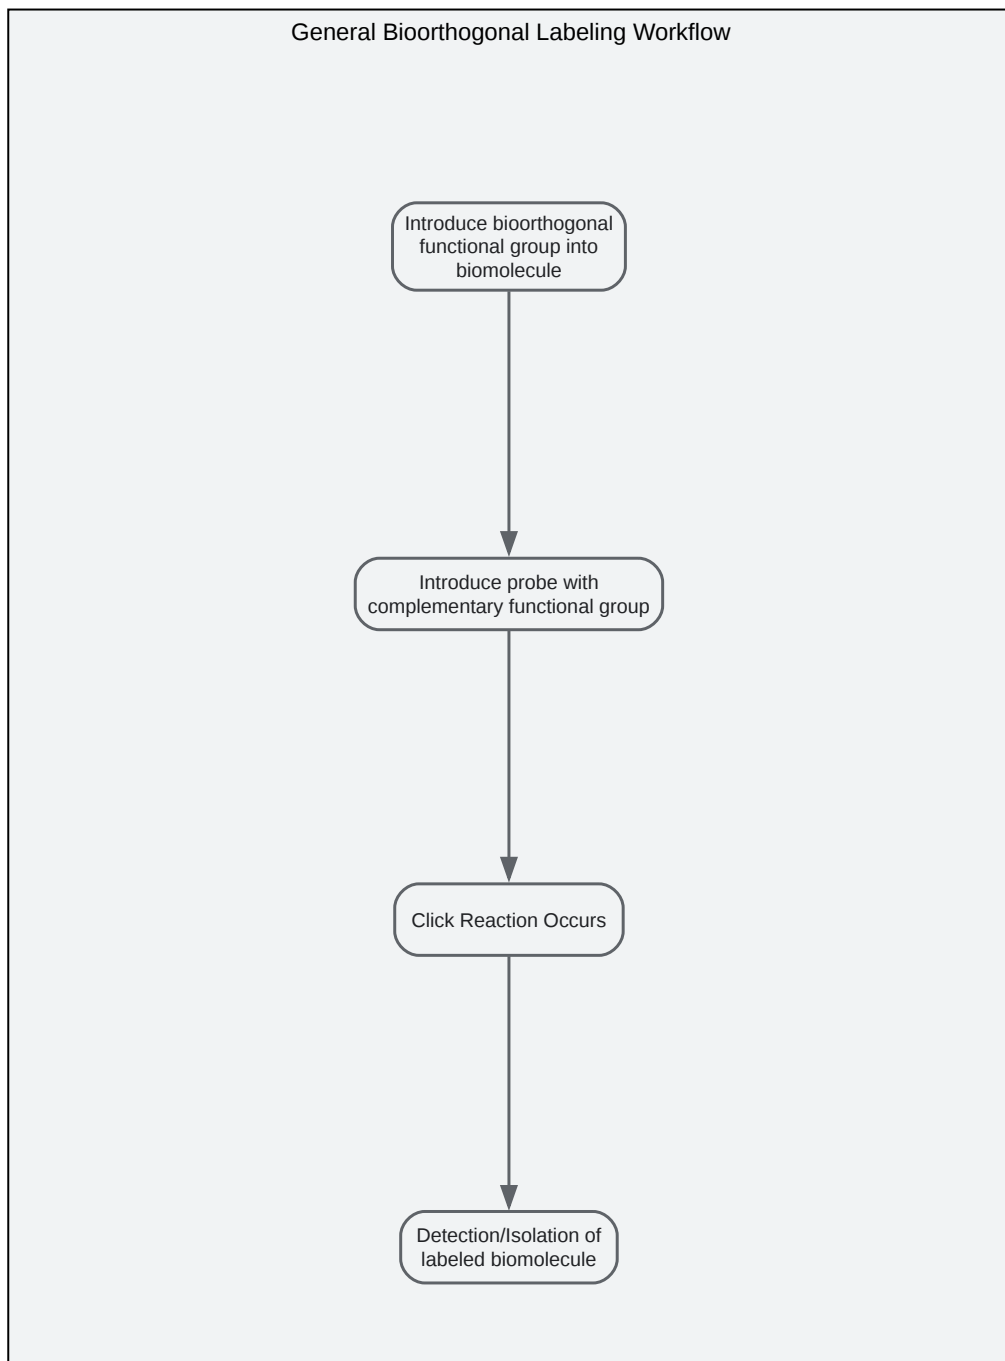 General Bioorthogonal Labeling Workflow
Introduce bioorthogonal
functional group into
biomolecule
Introduce probe with
complementary functional group
Click Reaction Occurs
Detection/Isolation of
labeled biomolecule